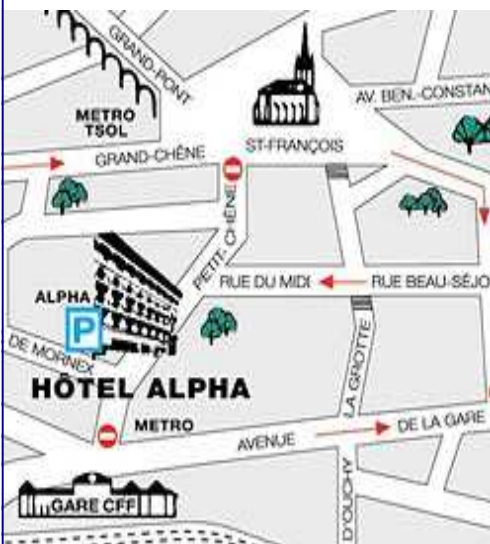 GRAND-PONT
METRO
TSOL
AV. BEN.-CONSTAN
ST-FRANÇOIS
GRAND-CHÊNE
PETIT-CHÊNE
RUE DU MIDI
RUE BEAU-SÉJO
ALPHA
P
DE MORNEX
LA GROTTE
HÔTEL ALPHA
METRO
AVENUE
DE LA GARE
GARE CFF
D'OUCHY